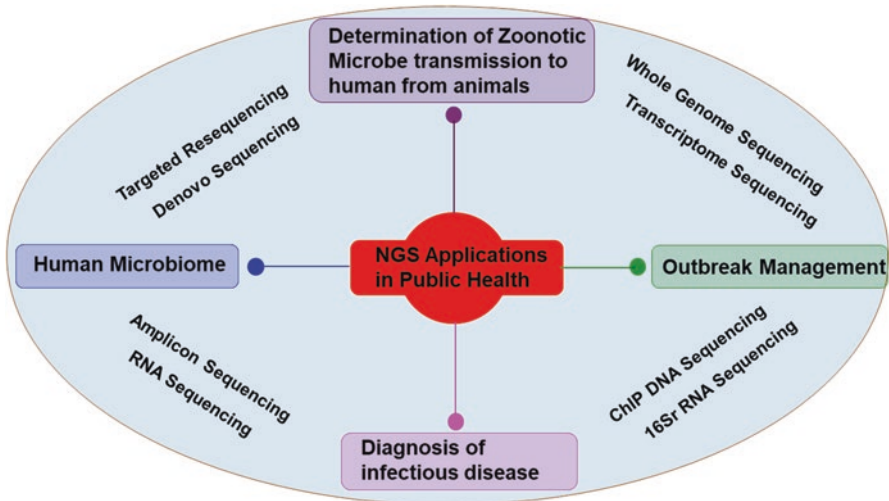 Determination of Zoonotic
Microbe transmission to
human from animals
Targeted Resequencing
Denovo Sequencing
Whole Genome Sequencing
Transcriptome Sequencing
Human Microbiome
NGS Applications
in Public Health
Outbreak Management
Amplicon Sequencing
RNA Sequencing
ChIP DNA Sequencing
16Sr RNA Sequencing
Diagnosis of
infectious disease